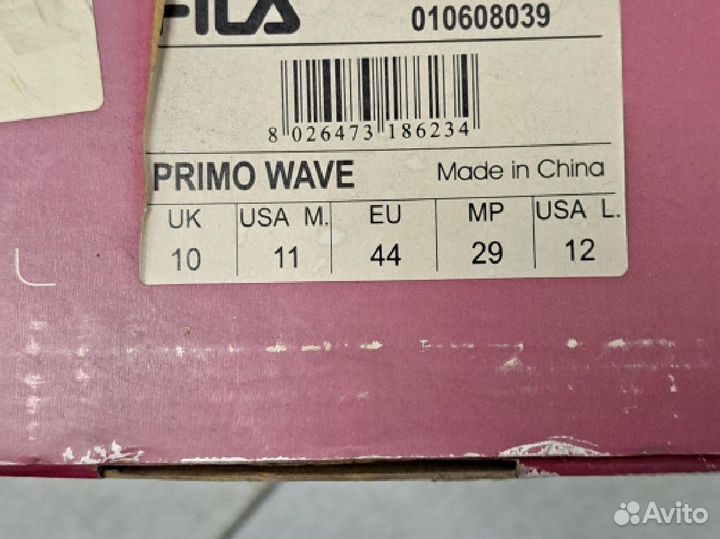 FILA 010608039
8 026473 186234
PRIMO WAVE Made in China
UK USA M. EU MP USA L.
10 11 44 29 12
Avito